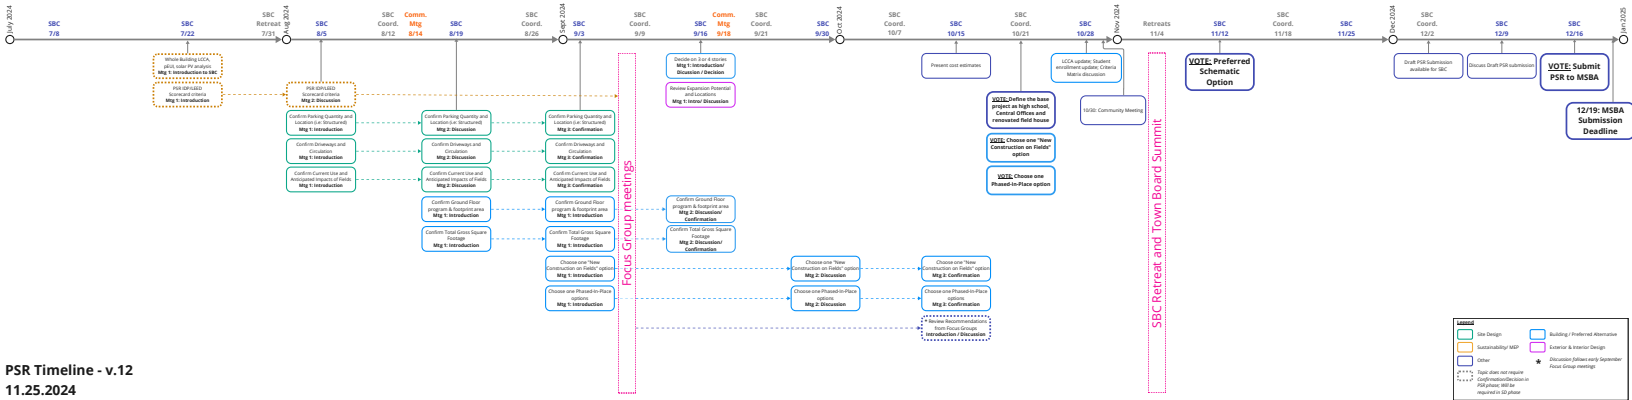 July 2024
SBC
7/8
SBC
7/22
SBC
Retreat
7/31
Aug 2024
SBC
8/5
SBC
Coord.
8/12
Comm.
Mtg
8/14
SBC
8/19
SBC
Coord.
8/26
Sept 2024
SBC
9/3
SBC
Coord.
9/9
SBC
9/16
Comm.
Mtg
9/18
SBC
Coord.
9/21
SBC
9/30
Oct 2024
SBC
Coord.
10/7
SBC
10/15
SBC
Coord.
10/21
SBC
10/28
Nov 2024
Retreats
11/4
SBC
11/12
SBC
Coord.
11/18
SBC
11/25
Dec 2024
SBC
Coord.
12/2
SBC
12/9
SBC
12/16
Jan 2025
Whole Building LCCA,
pEUI, solar PV analysis
Mtg 1: Introduction to SBC
PSR IDP/LEED
Scorecard criteria
Mtg 1: Introduction
PSR IDP/LEED
Scorecard criteria
Mtg 2: Discussion
Confirm Parking Quantity and
Location (i.e: Structured)
Mtg 1: Introduction
Confirm Parking Quantity and
Location (i.e: Structured)
Mtg 2: Discussion
Confirm Parking Quantity and
Location (i.e: Structured)
Mtg 3: Confirmation
Confirm Driveways and
Circulation
Mtg 1: Introduction
Confirm Driveways and
Circulation
Mtg 2: Discussion
Confirm Driveways and
Circulation
Mtg 3: Confirmation
Confirm Current Use and
Anticipated Impacts of Fields
Mtg 1: Introduction
Confirm Current Use and
Anticipated Impacts of Fields
Mtg 2: Discussion
Confirm Current Use and
Anticipated Impacts of Fields
Mtg 3: Confirmation
Confirm Ground Floor
program & footprint area
Mtg 1: Introduction
Confirm Ground Floor
program & footprint area
Mtg 1: Introduction
Confirm Ground Floor
program & footprint area
Mtg 2: Discussion/
Confirmation
Confirm Total Gross Square
Footage
Mtg 1: Introduction
Confirm Total Gross Square
Footage
Mtg 1: Introduction
Confirm Total Gross Square
Footage
Mtg 2: Discussion/
Confirmation
Choose one "New
Construction on Fields" option
Mtg 1: Introduction
Choose one "New
Construction on Fields" option
Mtg 2: Discussion
Choose one "New
Construction on Fields" option
Mtg 3: Confirmation
Choose one Phased-in-Place
options
Mtg 1: Introduction
Choose one Phased-in-Place
options
Mtg 2: Discussion
Choose one Phased-in-Place
options
Mtg 3: Confirmation
* Review Recommendations
from Focus Groups
Introduction / Discussion
Focus Group meetings
Decide on 3 or 4 stories
Mtg 1: Introduction/
Discussion / Decision
Review Expansion Potential
and Locations
Mtg 1: Intro/ Discussion
Present cost estimates
VOTE: Define the base
project as high school,
Central Offices and
renovated field house
VOTE: Choose one "New
Construction on Fields"
option
VOTE: Choose one
Phased-in-Place option
LCCA update; Student
enrollment update; Criteria
Matrix discussion
10/30: Community Meeting
SBC Retreat and Town Board Summit
VOTE: Preferred
Schematic
Option
Draft PSR Submission
available for SBC
Discuss Draft PSR submission
VOTE: Submit
PSR to MSBA
12/19: MSBA
Submission
Deadline
Legend
Site Design
Building / Preferred Alternative
Sustainability/ MEP
Exterior & Interior Design
Other
* Discussion follows early September
Focus Group meetings
Topic does not require
Confirmation/Decision in
PSR phase; Will be
required in SD phase
PSR Timeline - v.12
11.25.2024